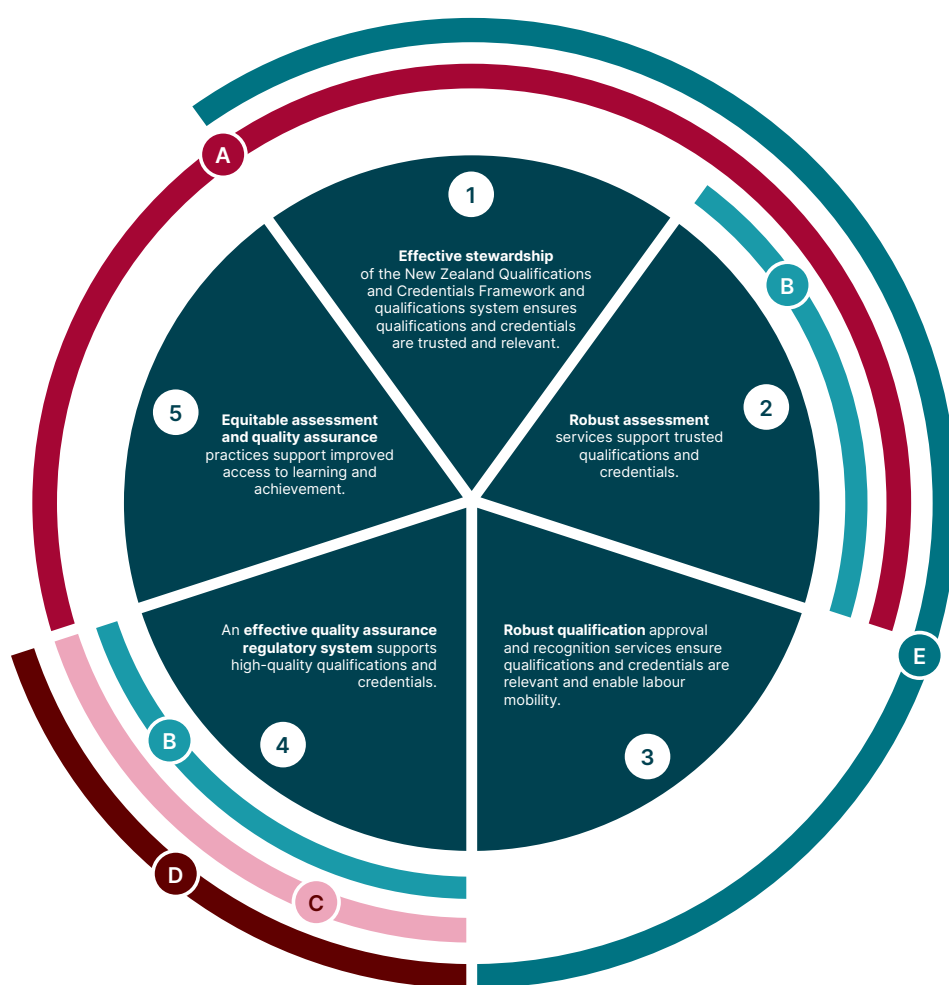 A
1
Effective stewardship
of the New Zealand Qualifications
and Credentials Framework and
qualifications system ensures
qualifications and credentials
are trusted and relevant.
B
2
Robust assessment
services support trusted
qualifications and
credentials.
5
Equitable assessment
and quality assurance
practices support improved
access to learning and
achievement.
An effective quality assurance
regulatory system supports
high-quality qualifications and
credentials.
4
Robust qualification approval
and recognition services ensure
qualifications and credentials are
relevant and enable labour
mobility.
3
E
B
D
C